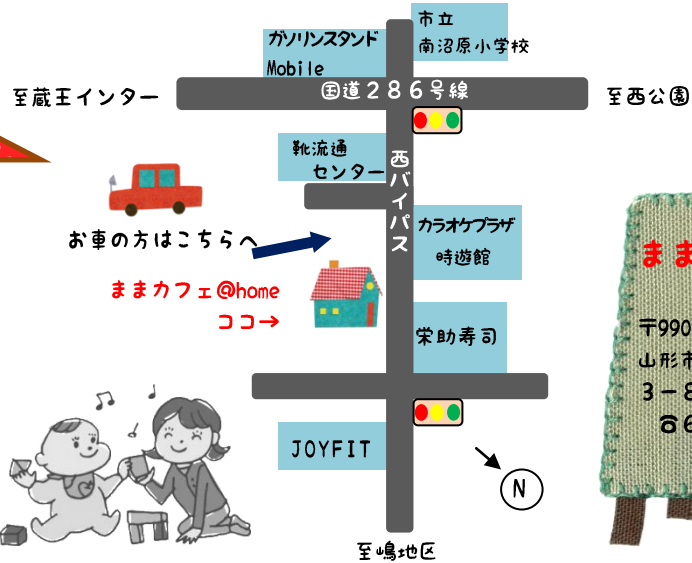 市立
南沼原小学校
ガソリンスタンド
Mobile
至蔵王インター
国道２８６号線
至西公園
靴流通
センター
西バイパス
カラオケプラザ
時遊館
お車の方はこちらへ
ままカフェ@home
ココ→
栄助寿司
JOYFIT
N
至嶋地区
まま
〒990
山形市
３－８
☎６